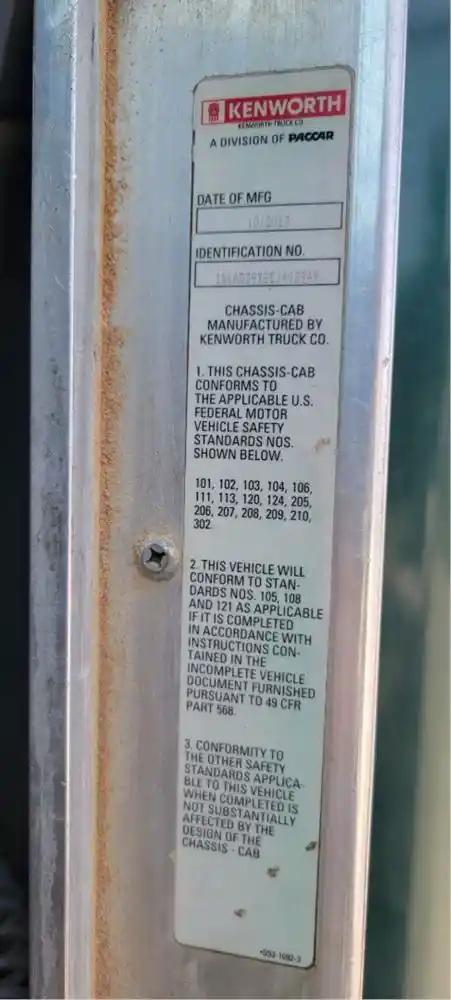 KENWORTH
KENWORTH TRUCK CO
A DIVISION OF PACCAR
DATE OF MFG
IDENTIFICATION NO.
CHASSIS-CAB
MANUFACTURED BY
KENWORTH TRUCK CO.
1. THIS CHASSIS-CAB
CONFORMS TO
THE APPLICABLE U.S.
FEDERAL MOTOR
VEHICLE SAFETY
STANDARDS NOS.
SHOWN BELOW.
101, 102, 103, 104, 106,
111, 113, 120, 124, 205,
206, 207, 208, 209, 210,
302
2. THIS VEHICLE WILL
CONFORM TO STAN-
DARDS NOS. 105, 108
AND 121 AS APPLICABLE
IF IT IS COMPLETED
IN ACCORDANCE WITH
INSTRUCTIONS CON-
TAINED IN THE
INCOMPLETE VEHICLE
DOCUMENT FURNISHED
PURSUANT TO 49 CFR
PART 568.
3. CONFORMITY TO
THE OTHER SAFETY
STANDARDS APPLICA-
BLE TO THIS VEHICLE
WHEN COMPLETED IS
NOT SUBSTANTIALLY
AFFECTED BY THE
DESIGN OF THE
CHASSIS - CAB